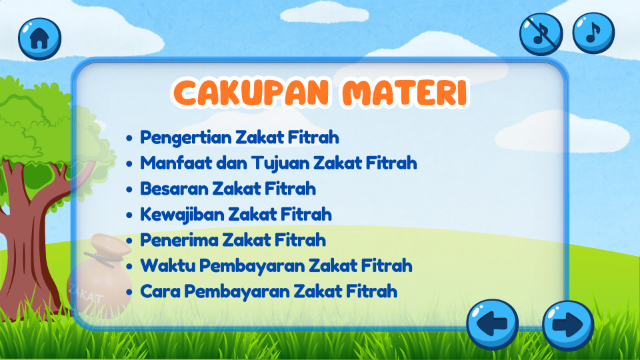 CAKUPAN MATERI
• Pengertian Zakat Fitrah
• Manfaat dan Tujuan Zakat Fitrah
• Besaran Zakat Fitrah
• Kewajiban Zakat Fitrah
• Penerima Zakat Fitrah
• Waktu Pembayaran Zakat Fitrah
• Cara Pembayaran Zakat Fitrah
ZAKAT